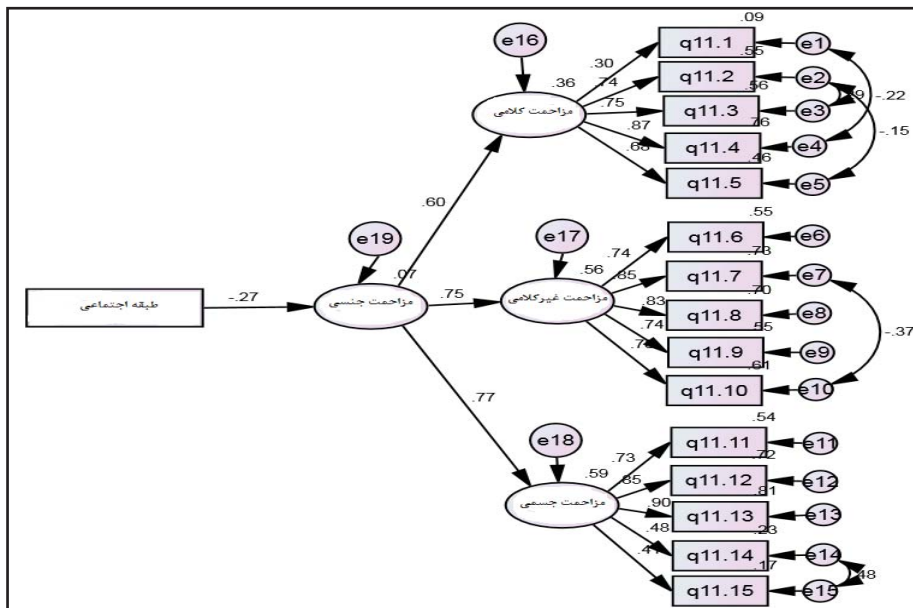 .09
e16
q11.1
e1
.55
.30
.36
.74
q11.2
e2
.56
-.22
.75
q11.3
e3
.76
.87
q11.4
e4
-.15
.46
مزاحمت کلامی
q11.5
e5
.60
.55
e19
e17
q11.6
e6
.74
.73
.07
.56
.85
q11.7
e7
.70
طبقه اجتماعی
-.27
مزاحمت جنسی
.75
مزاحمت غیرکلامی
.83
q11.8
e8
.55
-.37
.74
q11.9
e9
.61
q11.10
e10
.77
.54
e18
q11.11
e11
.73
.72
.59
.85
q11.12
e12
.81
مزاحمت جسمی
.90
q11.13
e13
.23
.48
q11.14
e14
.17
.48
q11.15
e15